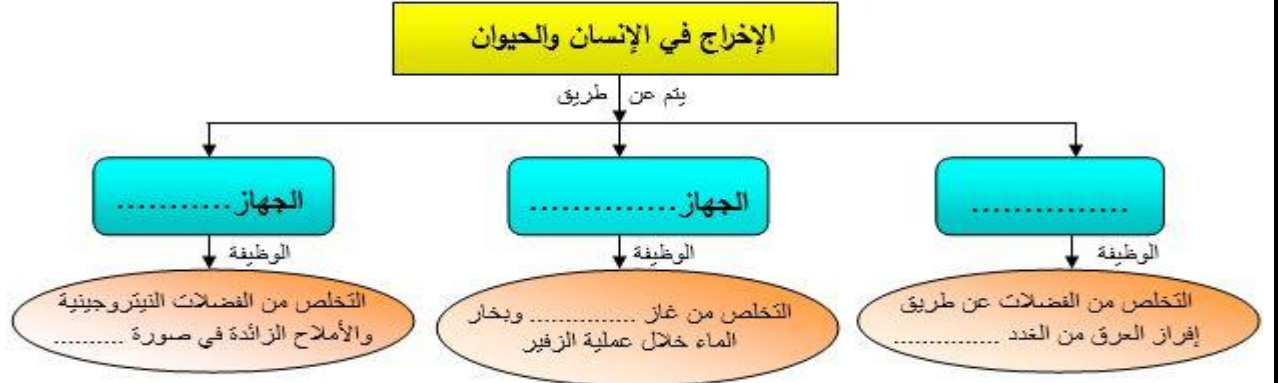 الإخراج في الإنسان والحيوان
يتم عن طريق
...............
الجهاز..............
الجهاز...........
الوظيفة
الوظيفة
الوظيفة
التخلص من الفضلات عن طريق
إفراز العرق من الغدد ...............
التخلص من غاز ............... وبخار
الماء خلال عملية الزفير
التخلص من الفضلات النيتروجينية
والأملاح الزائدة في صورة ..........